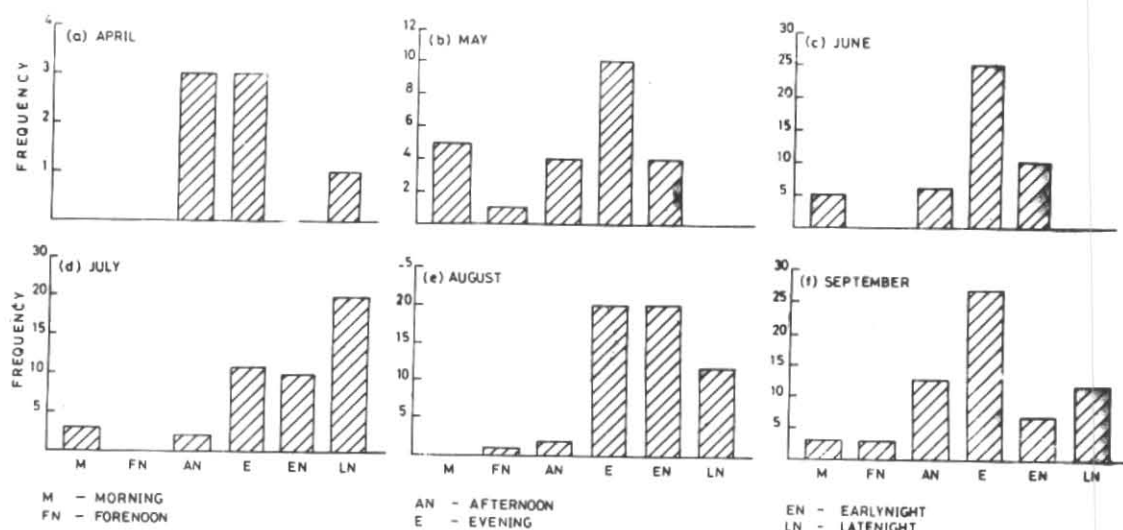 (a) APRIL
4
3
2
1
FREQUENCY
(b) MAY
12
10
8
6
4
2
(c) JUNE
30
25
20
15
10
5
(d) JULY
30
25
20
15
10
5
FREQUENCY
M FN AN E EN LN
(e) AUGUST
-5
20
15
10
5
M FN AN E EN LN
(f) SEPTEMBER
30
25
20
15
10
5
M FN AN E EN LN
M - MORNING
FN - FORENOON
AN - AFTERNOON
E - EVENING
EN - EARLYNIGHT
LN - LATENIGHT